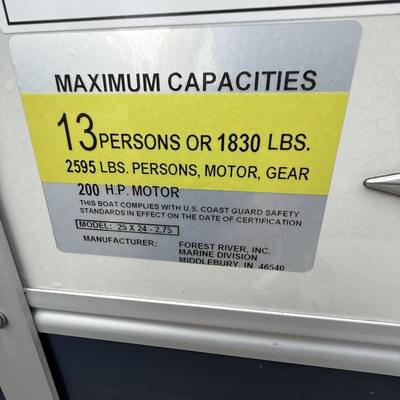 MAXIMUM CAPACITIES
13 PERSONS OR 1830 LBS.
2595 LBS. PERSONS, MOTOR, GEAR
200 H.P. MOTOR
THIS BOAT COMPLIES WITH U.S. COAST GUARD SAFETY
STANDARDS IN EFFECT ON THE DATE OF CERTIFICATION
MODEL: 25 X 24 - 2.75
MANUFACTURER: FOREST RIVER, INC.
MARINE DIVISION
MIDDLEBURY, IN 46540